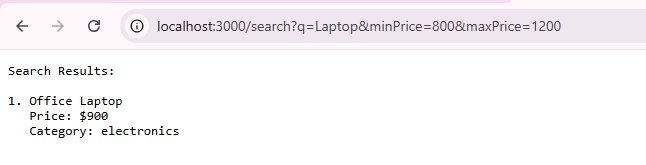 localhost:3000/search?q=Laptop&minPrice=800&maxPrice=1200
Search Results:
1. Office Laptop
Price: $900
Category: electronics